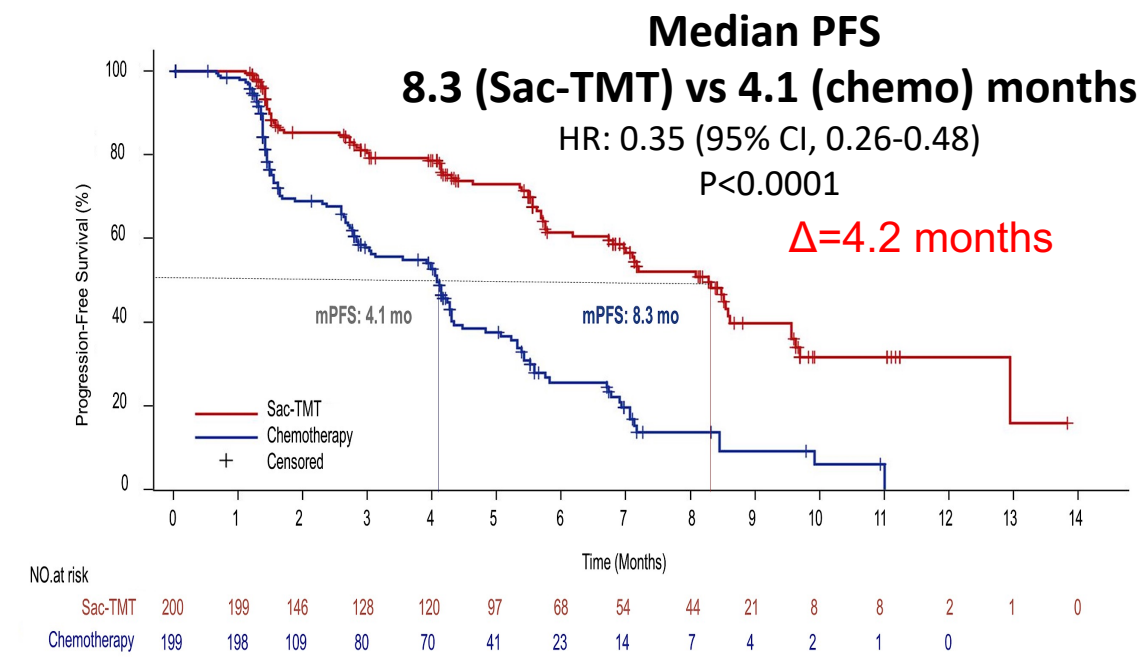 Median PFS
8.3 (Sac-TMT) vs 4.1 (chemo) months
HR: 0.35 (95% CI, 0.26-0.48)
P<0.0001
Δ=4.2 months
Progression-Free Survival (%)
100
80
60
40
20
0
mPFS: 4.1 mo
mPFS: 8.3 mo
Sac-TMT
Chemotherapy
+ Censored
0 1 2 3 4 5 6 7 8 9 10 11 12 13 14
Time (Months)
NO.at risk
Sac-TMT 200 199 146 128 120 97 68 54 44 21 8 8 2 1 0
Chemotherapy 199 198 109 80 70 41 23 14 7 4 2 1 0